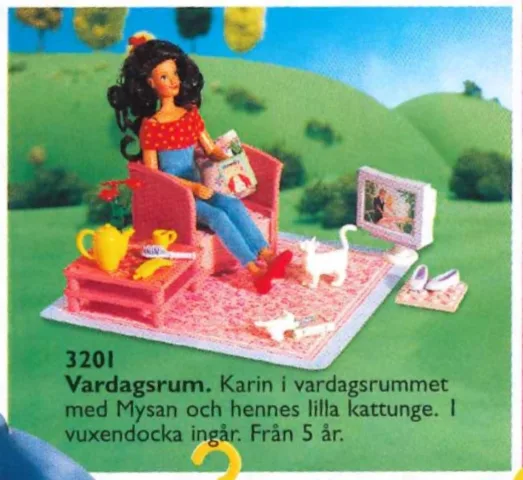 3201
Vardagsrum. Karin i vardagsrummet
med Mysan och hennes lilla kattunge. 1
vuxendocka ingår. Från 5 år.